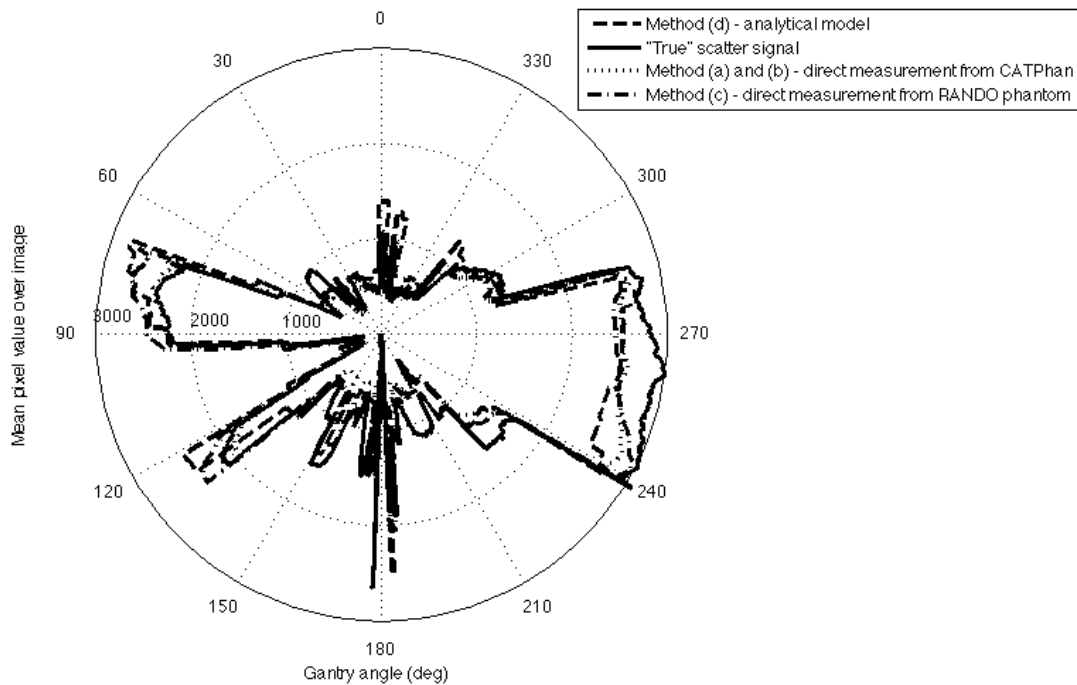 0
30
330
60
300
90
3000
2000
1000
270
120
240
150
210
180
Mean pixel value over image
Gantry angle (deg)
Method (d) - analytical model
"True" scatter signal
Method (a) and (b) - direct measurement from CATPhan
Method (c) - direct measurement from RANDO phantom